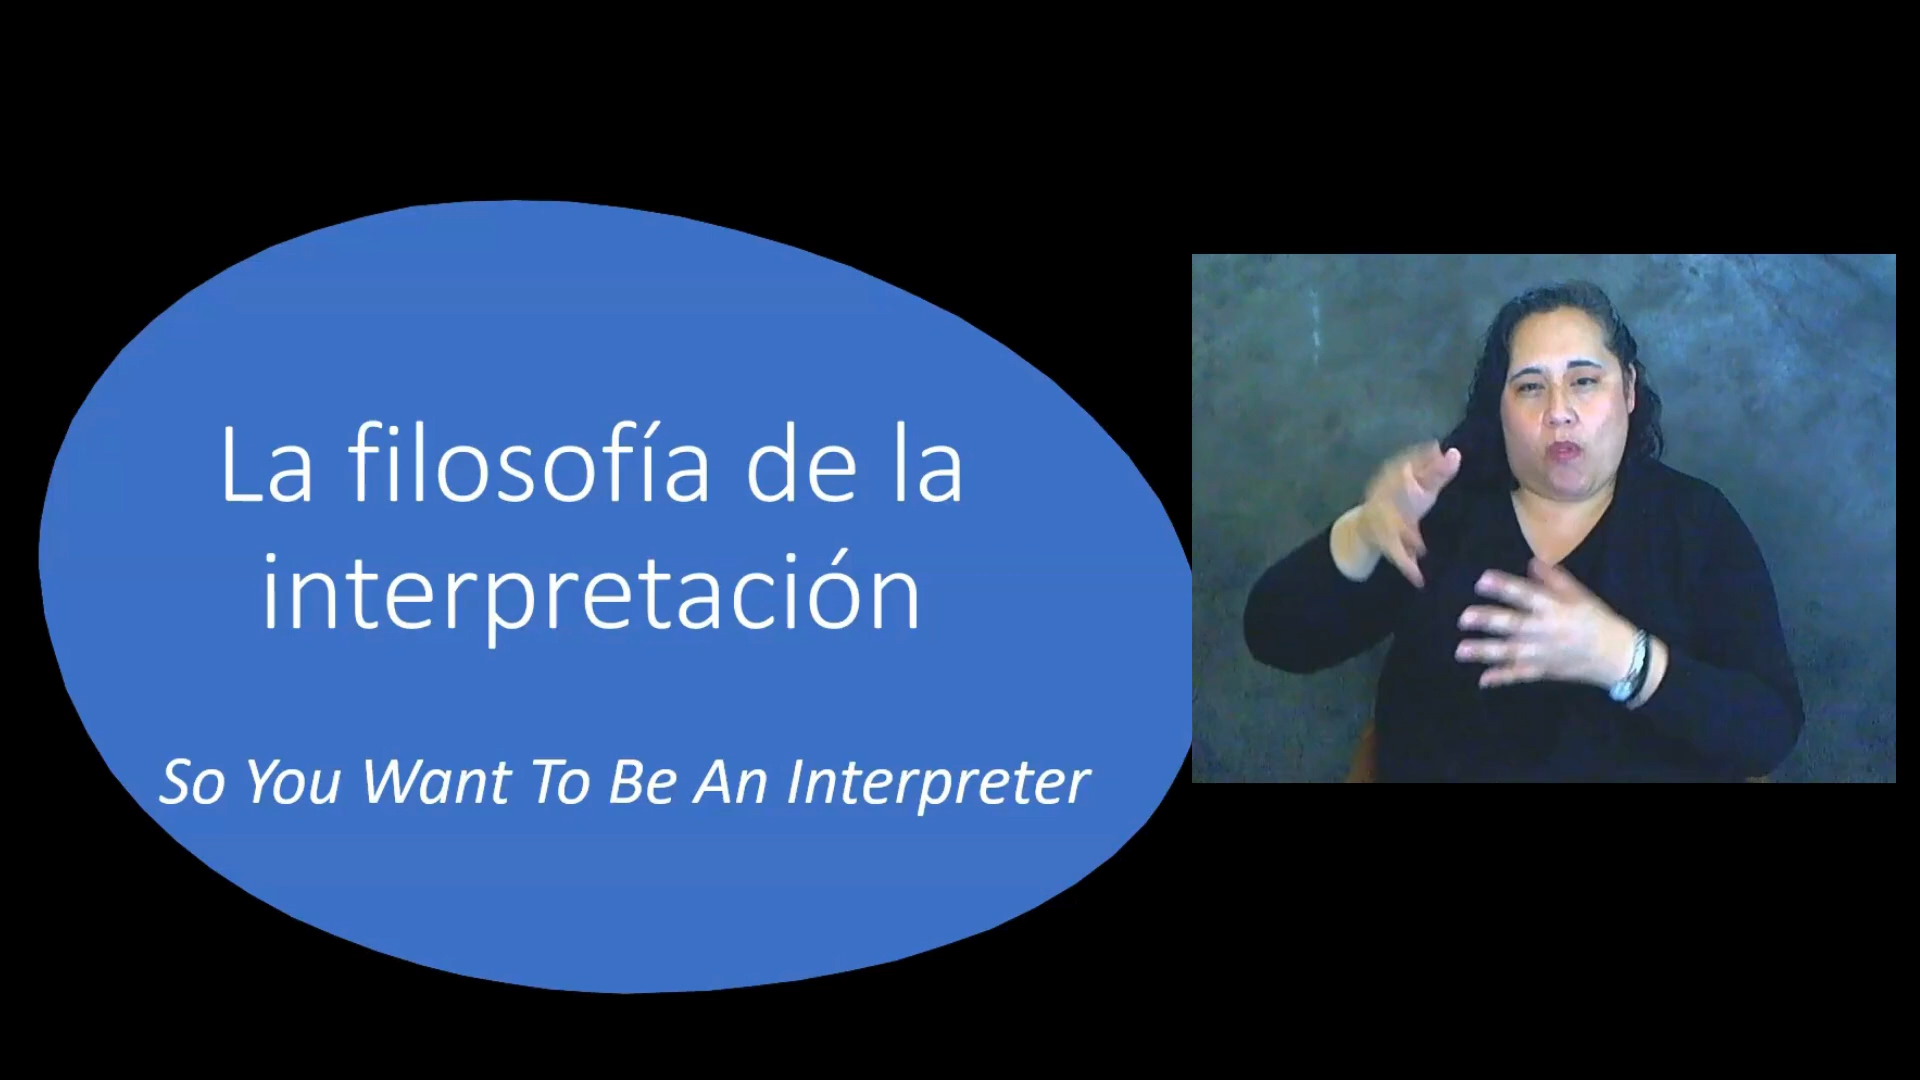 La filosofía de la
interpretación
So You Want To Be An Interpreter